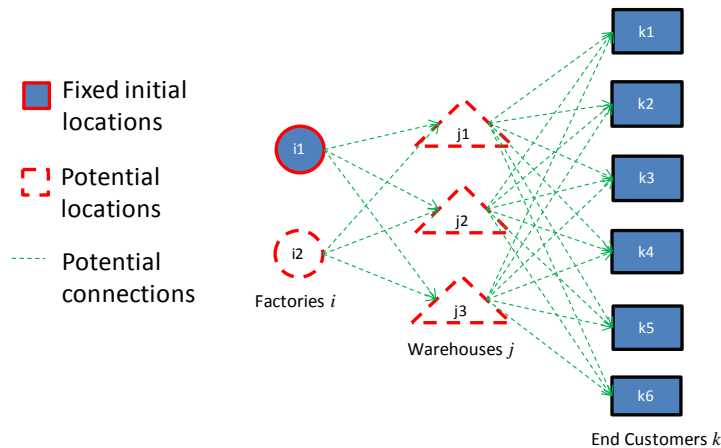 Fixed initial
locations
Potential
locations
Potential
connections
i1
i2
Factories i
j1
j2
j3
Warehouses j
k1
k2
k3
k4
k5
k6
End Customers k